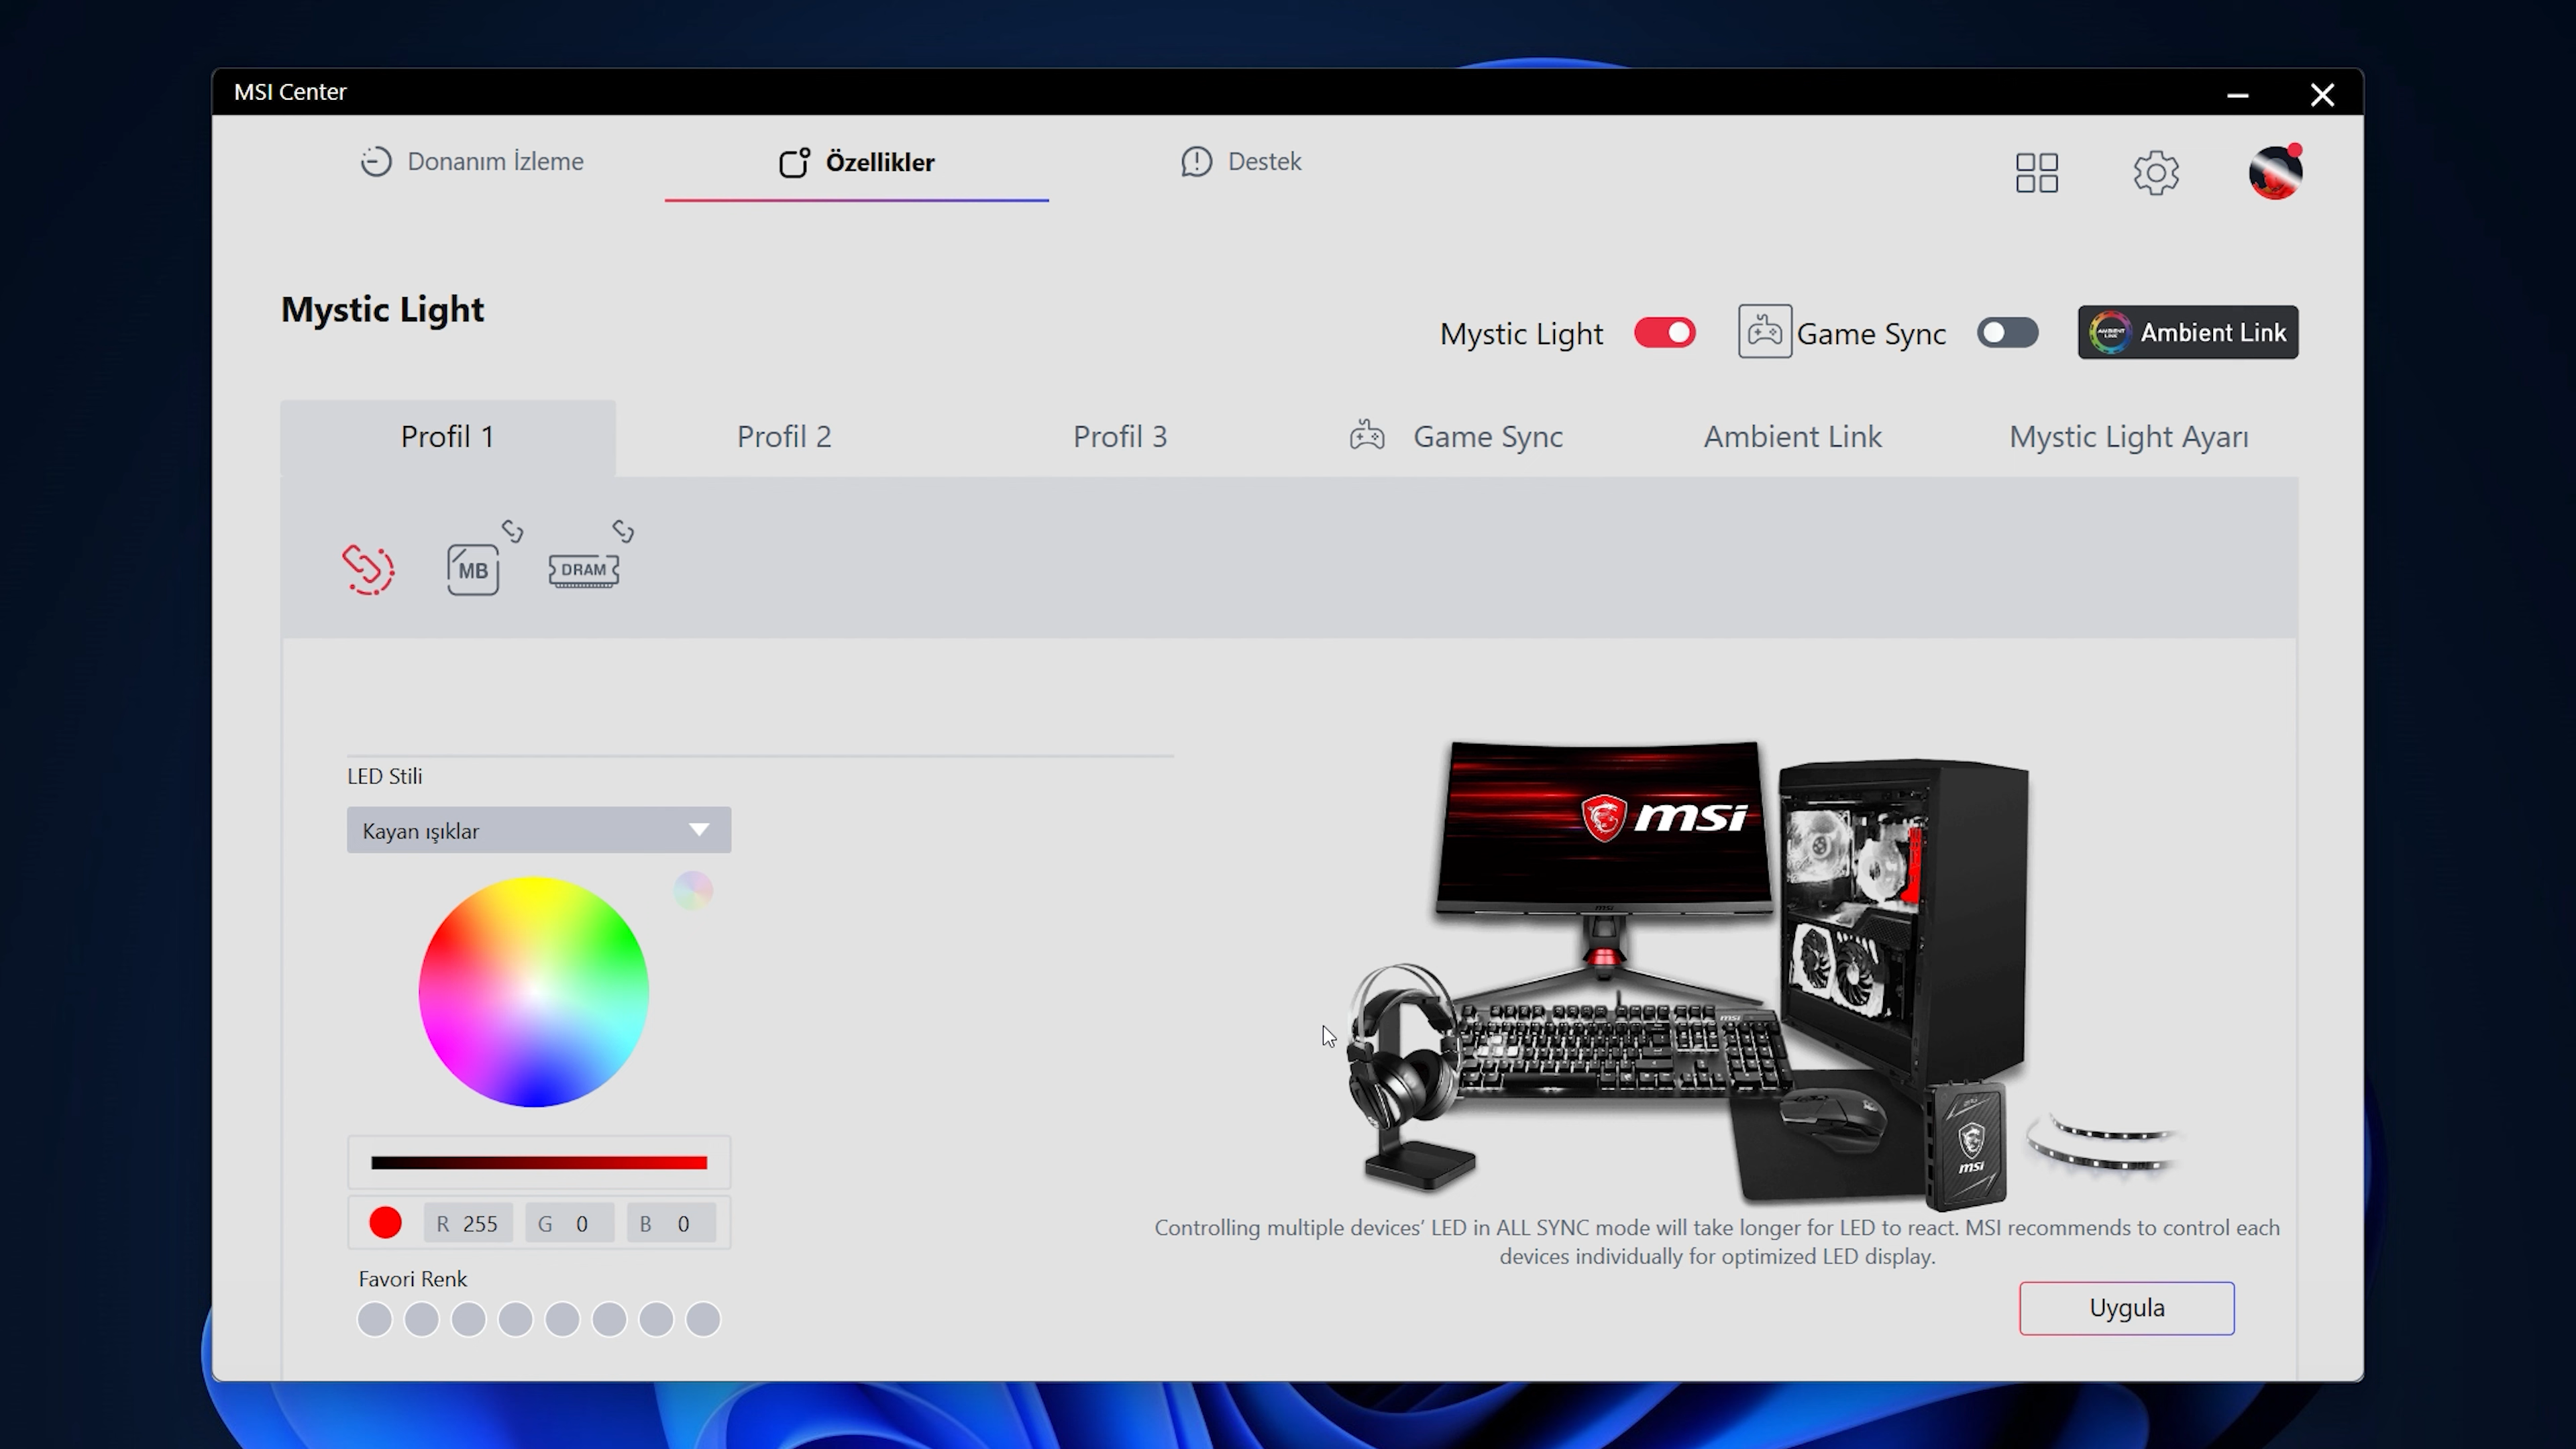 MSI Center
Donanım İzleme
Özellikler
Destek
Mystic Light
Mystic Light
Game Sync
Ambient Link
Profil 1
Profil 2
Profil 3
Game Sync
Ambient Link
Mystic Light Ayarı
MB
DRAM
LED Stili
Kayan ışıklar
msi
msi
msi
msi
R 255
G 0
B 0
Controlling multiple devices’ LED in ALL SYNC mode will take longer for LED to react. MSI recommends to control each
devices individually for optimized LED display.
Favori Renk
Uygula